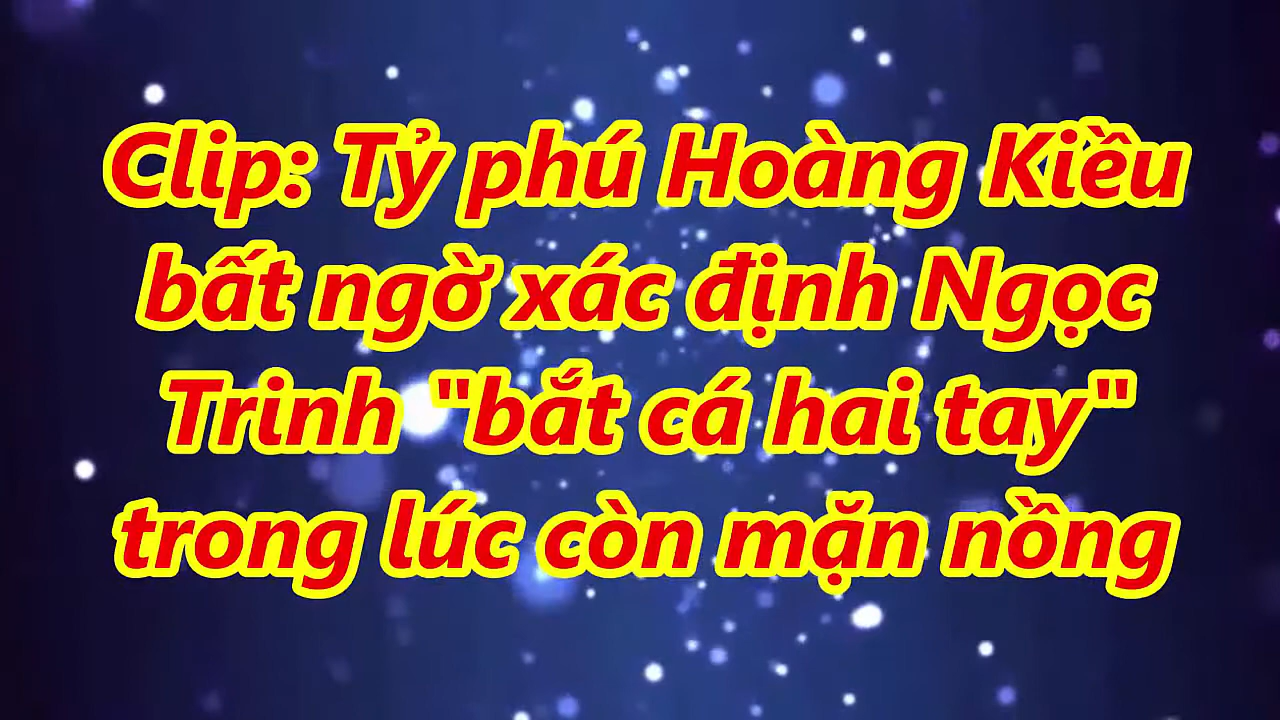 Clip: Tỷ phú Hoàng Kiều
bất ngờ xác định Ngọc
Trinh "bắt cá hai tay"
trong lúc còn mặn nồng